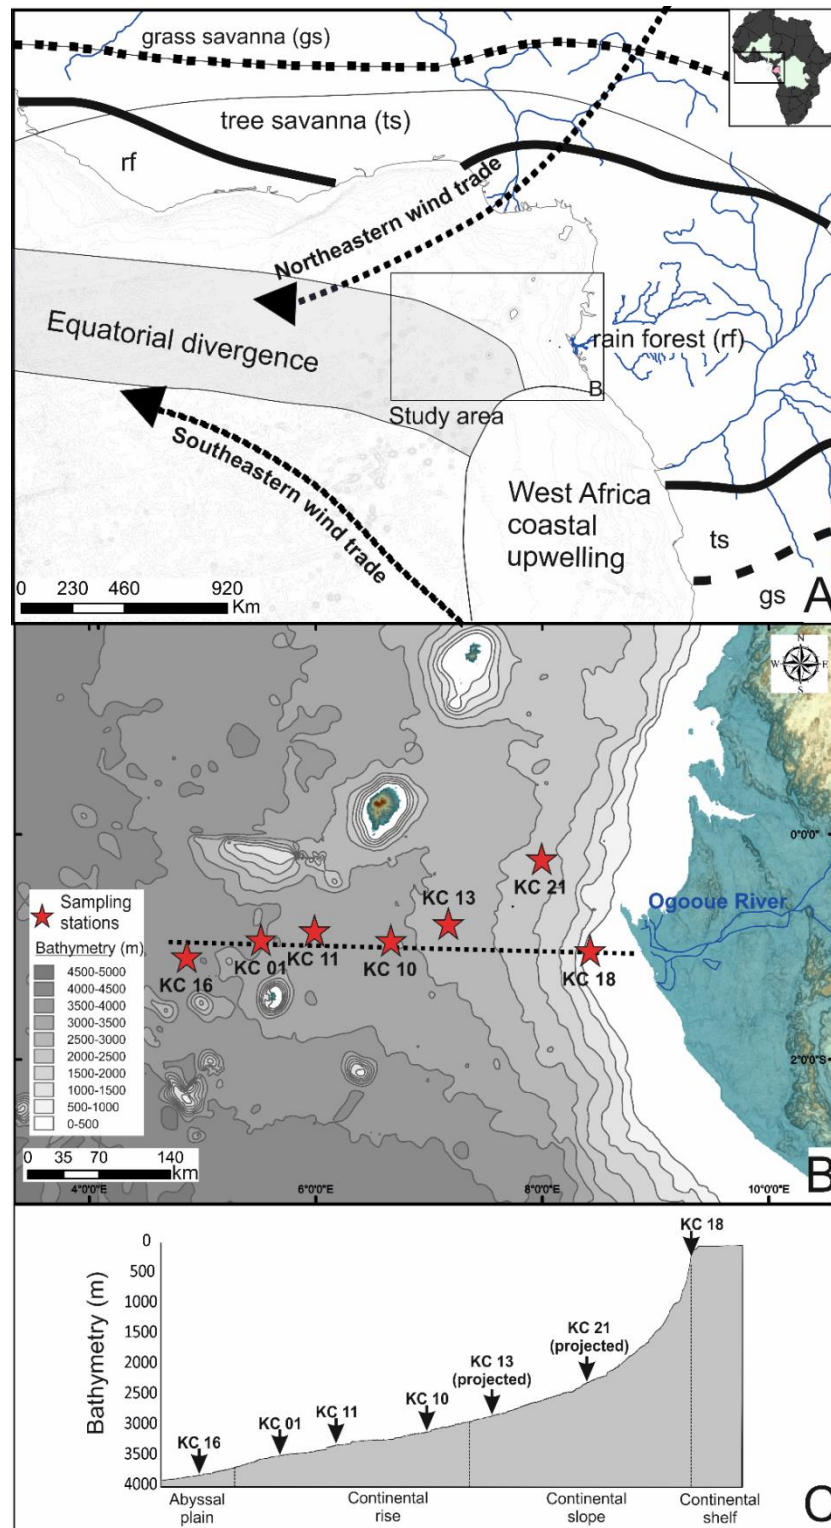 grass savanna (gs)
tree savanna (ts)
rf
Northeastern wind trade
Equatorial divergence
rain forest (rf)
B
Study area
Southeastern wind trade
West Africa
coastal
upwelling
ts
gs
0 230 460 920
Km
A
N
W E
S
0°0'0"
KC 21
KC 13
Ogooue River
Sampling
stations
KC 16
KC 01
KC 11
KC 10
KC 18
Bathymetry (m)
4500-5000
4000-4500
3500-4000
3000-3500
2500-3000
2000-2500
1500-2000
1000-1500
500-1000
0-500
2°0'0"S
0 35 70 140
km
B
4°0'0"E 6°0'0"E 8°0'0"E 10°0'0"E
Bathymetry (m)
0
500
1000
1500
2000
2500
3000
3500
4000
KC 18
KC 21
(projected)
KC 13
(projected)
KC 10
KC 11
KC 01
KC 16
Abyssal
plain
Continental
rise
Continental
slope
Continental
shelf
C